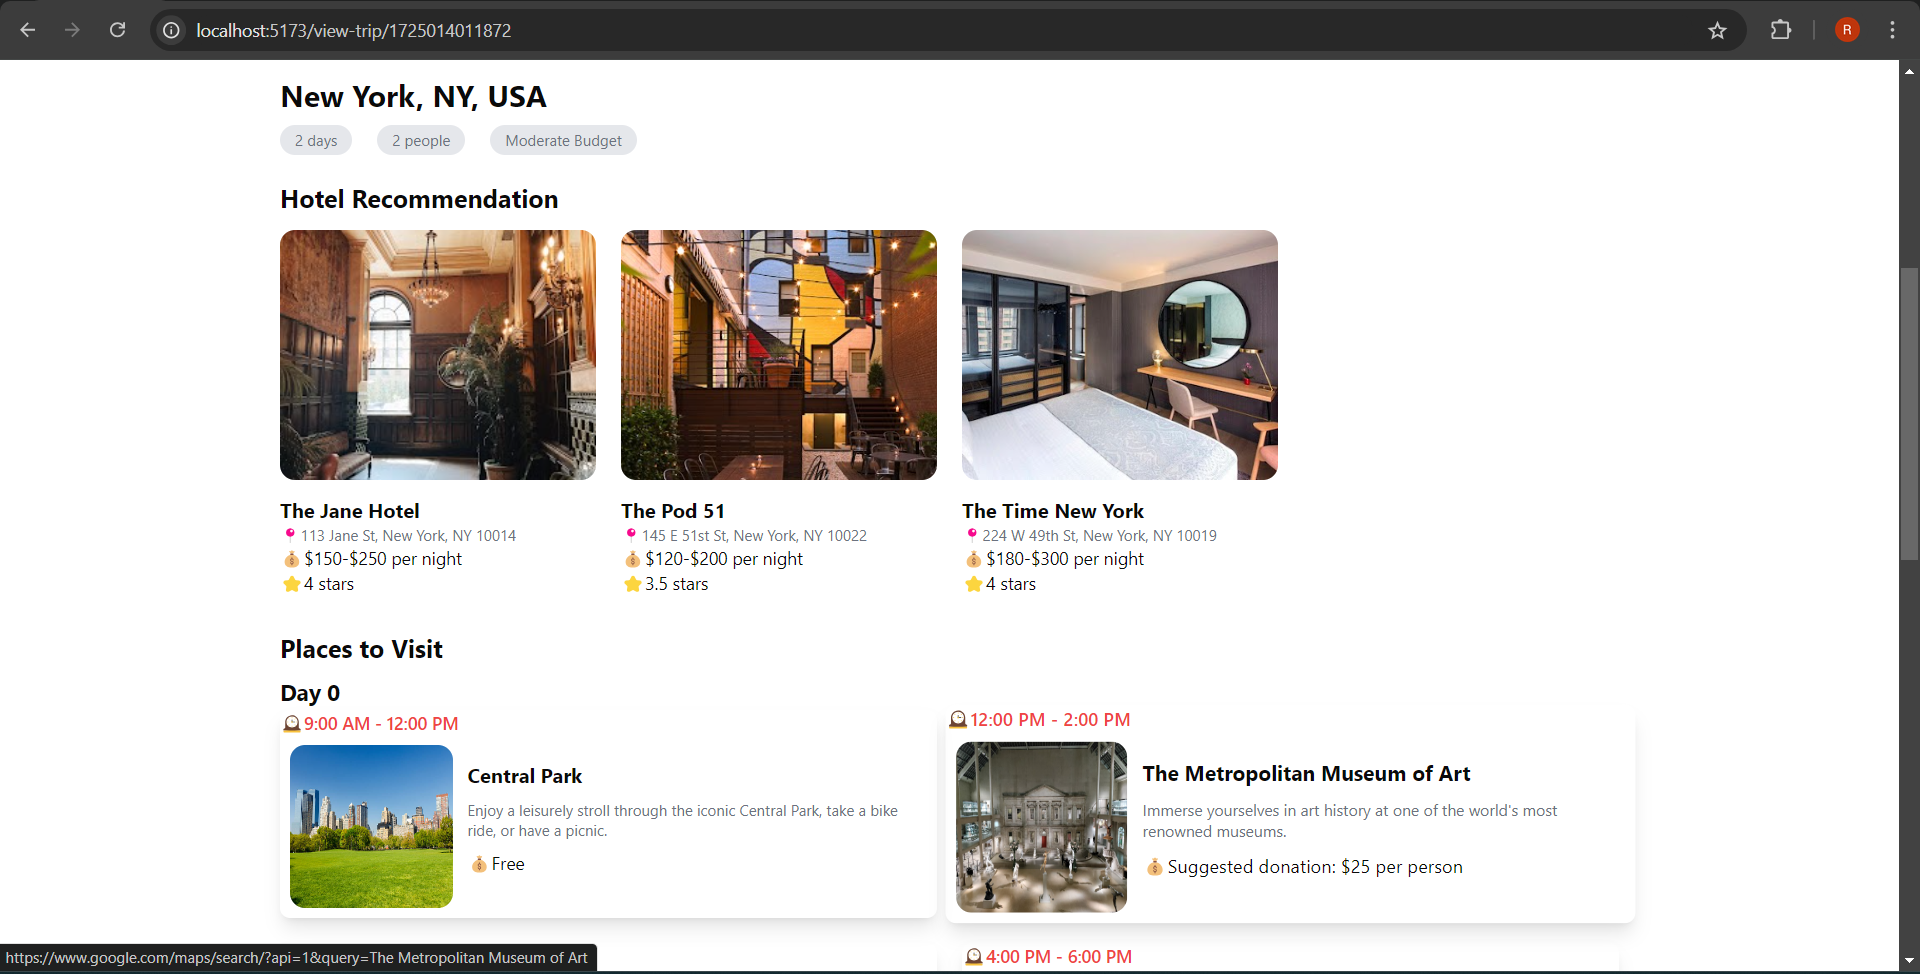 localhost:5173/view-trip/1725014011872
R
New York, NY, USA
2 days
2 people
Moderate Budget
Hotel Recommendation
The Jane Hotel
113 Jane St, New York, NY 10014
$150-$250 per night
4 stars
The Pod 51
145 E 51st St, New York, NY 10022
$120-$200 per night
3.5 stars
The Time New York
224 W 49th St, New York, NY 10019
$180-$300 per night
4 stars
Places to Visit
Day 0
9:00 AM - 12:00 PM
Central Park
Enjoy a leisurely stroll through the iconic Central Park, take a bike
ride, or have a picnic.
Free
12:00 PM - 2:00 PM
The Metropolitan Museum of Art
Immerse yourselves in art history at one of the world's most
renowned museums.
Suggested donation: $25 per person
4:00 PM - 6:00 PM
https://www.google.com/maps/search/?api=1&query=The Metropolitan Museum of Art